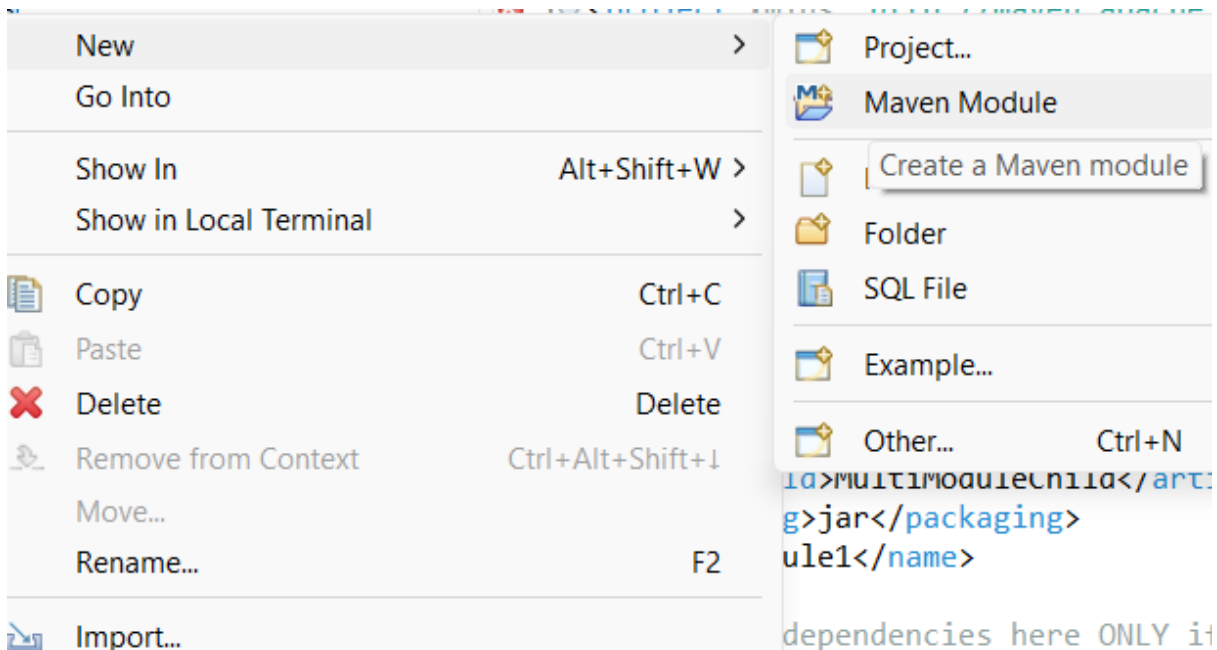 New
Go Into
Show In Alt+Shift+W
Show in Local Terminal
Copy Ctrl+C
Paste Ctrl+V
Delete Delete
Remove from Context Ctrl+Alt+Shift+↓
Move...
Rename... F2
Import...
Project...
Maven Module
Create a Maven module
Folder
SQL File
Example...
Other... Ctrl+N
Id>MultiModuleChild</arti
g>jar</packaging>
ule1</name>
dependencies here ONLY if